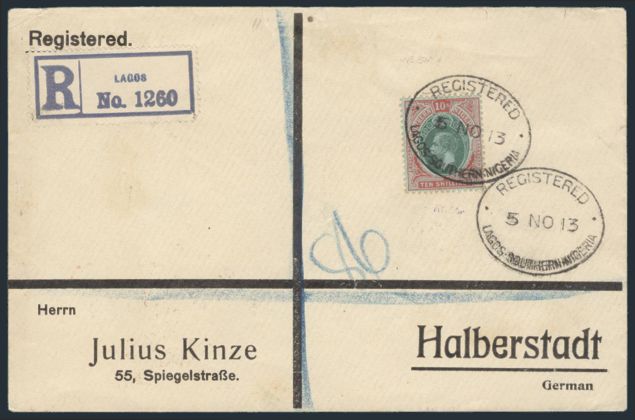 Registered.
R
LAGOS
No. 1260
10s
TEN SHILLINGS
REGISTERED
5 NO 13
LAGOS-SOUTHERN-NIGERIA
REGISTERED
5 NO 13
LAGOS-SOUTHERN-NIGERIA
Herrn
Julius Kinze
55, Spiegelstraße.
Halberstadt
German